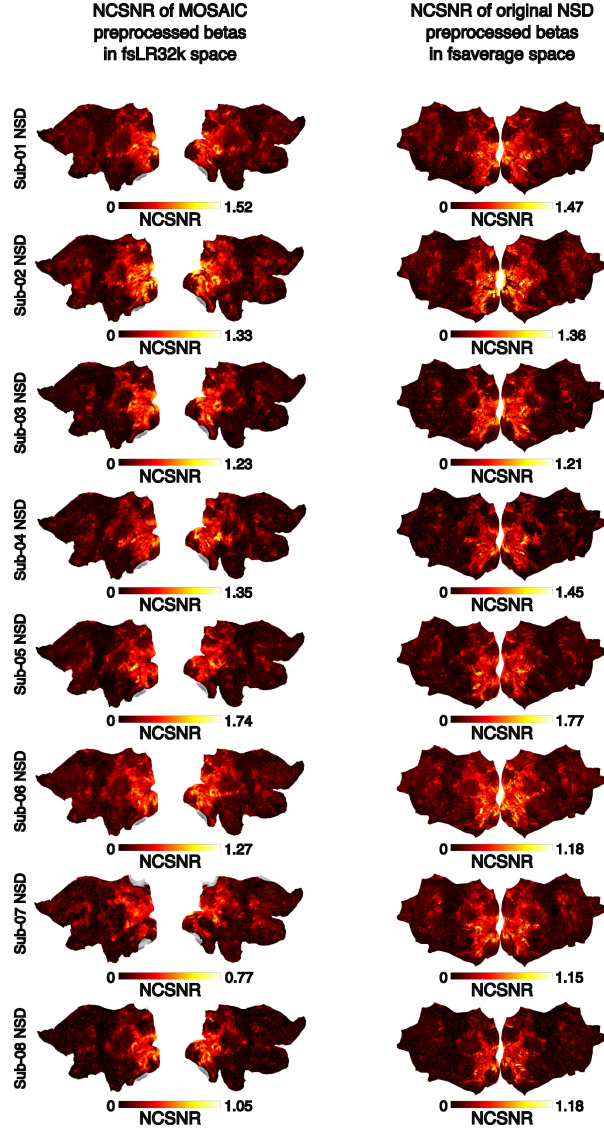 NCSNR of MOSAIC
preprocessed betas
in fsLR32k space
NCSNR of original NSD
preprocessed betas
in fsaverage space
Sub-01 NSD
0 1.52
NCSNR
0 1.47
NCSNR
Sub-02 NSD
0 1.33
NCSNR
0 1.36
NCSNR
Sub-03 NSD
0 1.23
NCSNR
0 1.21
NCSNR
Sub-04 NSD
0 1.35
NCSNR
0 1.45
NCSNR
Sub-05 NSD
0 1.74
NCSNR
0 1.77
NCSNR
Sub-06 NSD
0 1.27
NCSNR
0 1.18
NCSNR
Sub-07 NSD
0 0.77
NCSNR
0 1.15
NCSNR
Sub-08 NSD
0 1.05
NCSNR
0 1.18
NCSNR